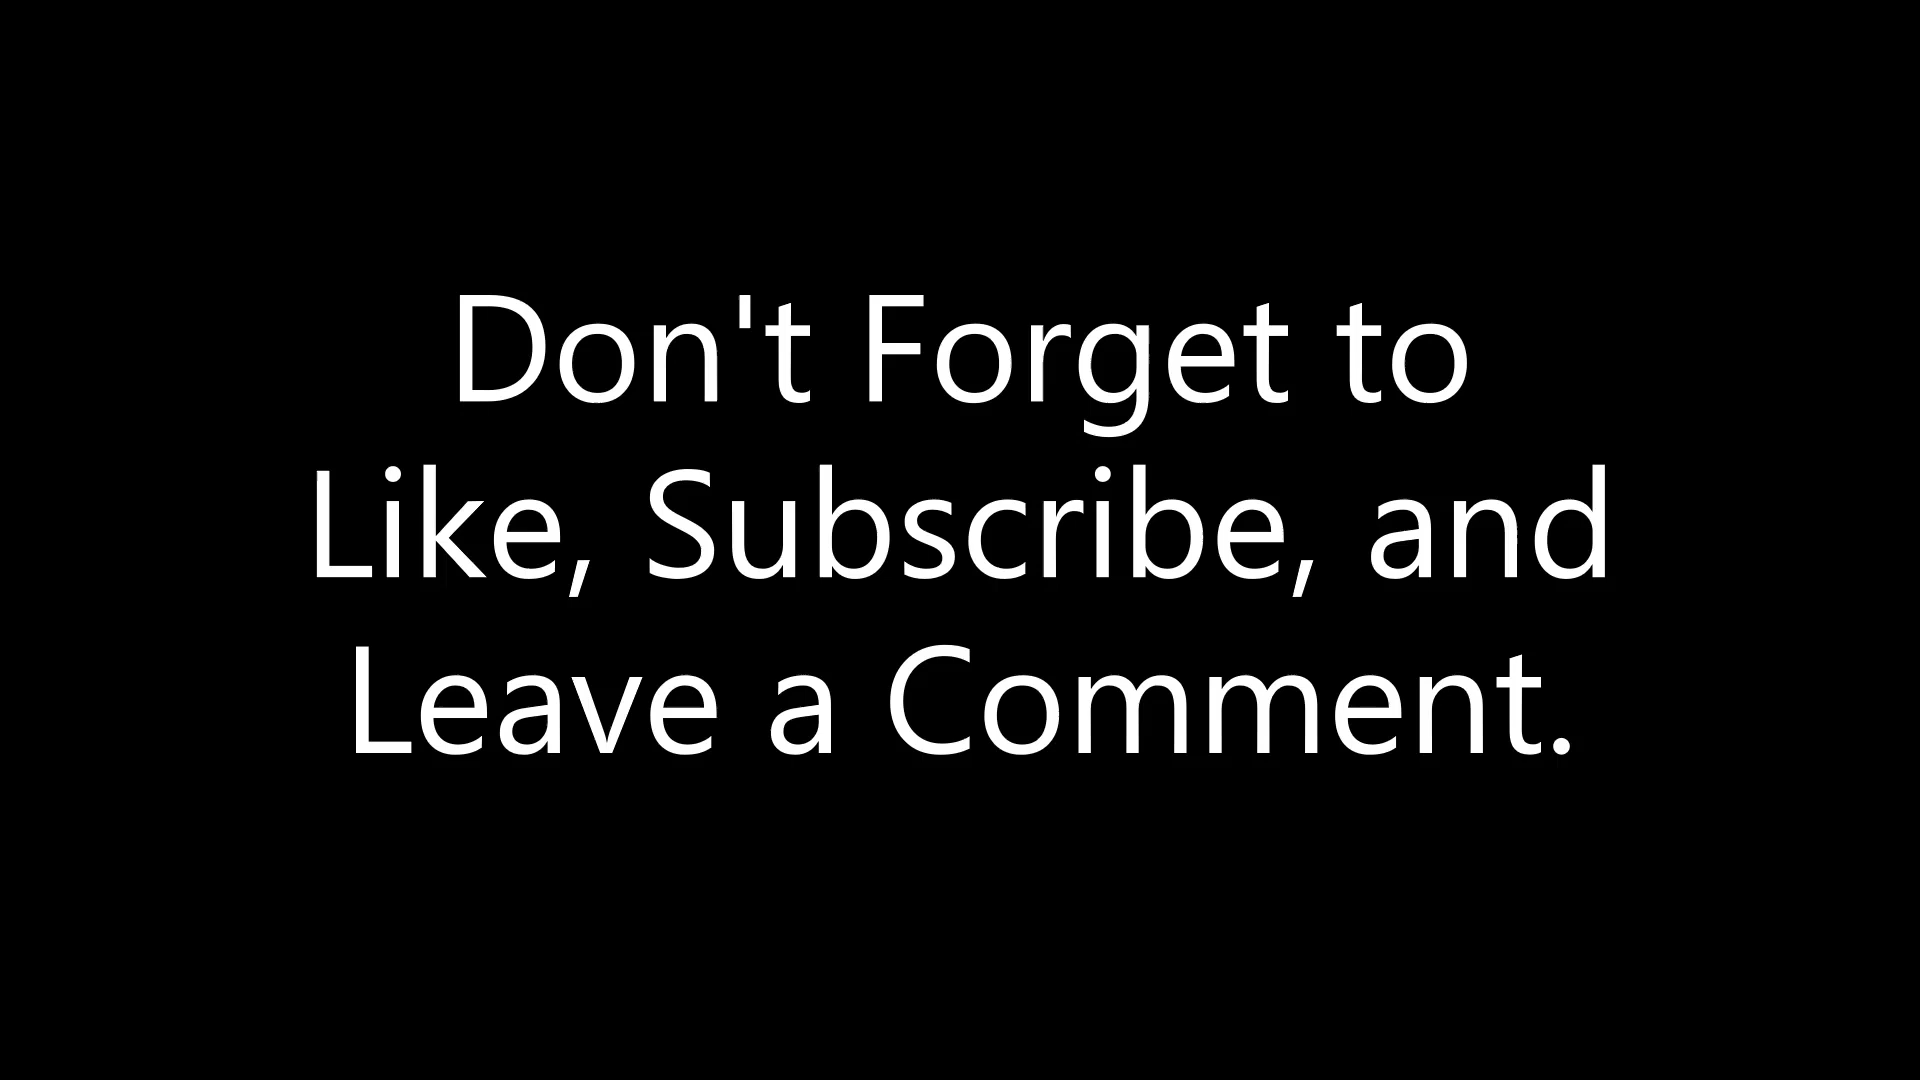 Don't Forget to
Like, Subscribe, and
Leave a Comment.